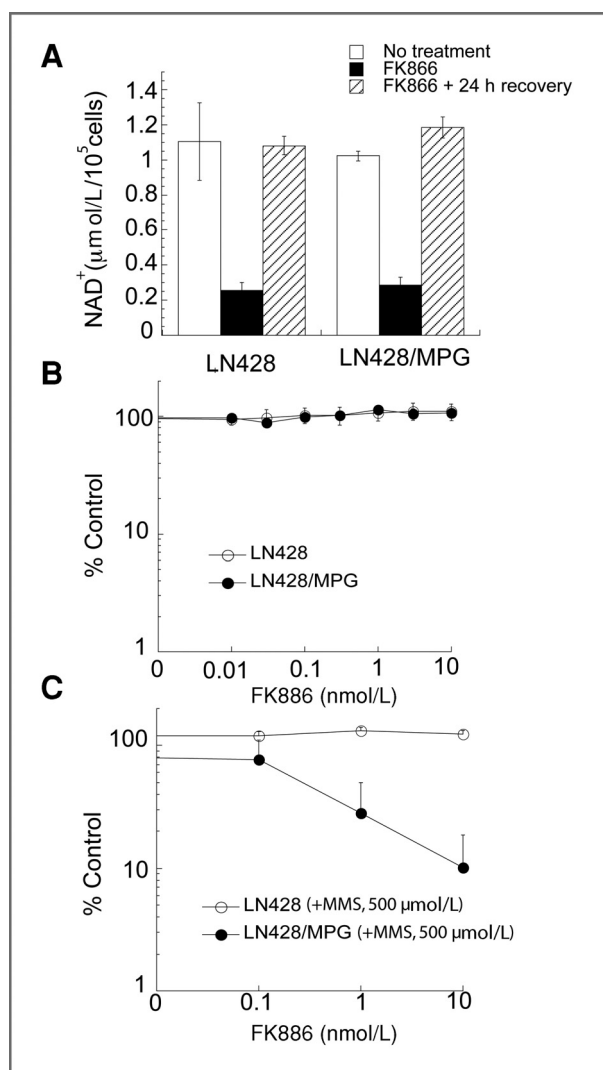 A
No treatment
FK866
FK866 + 24 h recovery
NAD+(μm ol/L/10^5cells)
1.4
1.2
1
0.8
0.6
0.4
0.2
0
LN428
LN428/MPG
B
% Control
100
10
1
LN428
LN428/MPG
0
0.01
0.1
1
10
FK886 (nmol/L)
C
% Control
100
10
1
LN428 (+MMS, 500 μmol/L)
LN428/MPG (+MMS, 500 μmol/L)
0
0.1
1
10
FK886 (nmol/L)